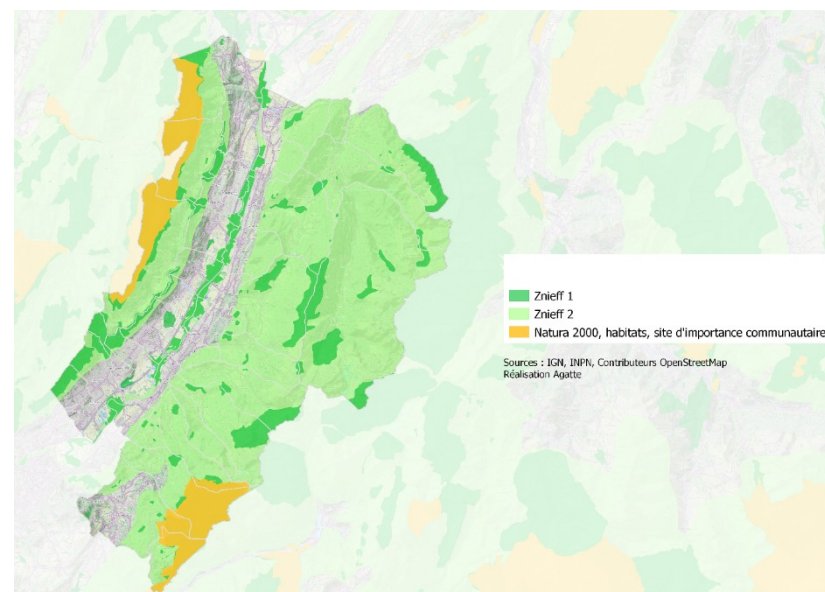 Znieff 1
Znieff 2
Natura 2000, habitats, site d'importance communautaire
Sources : IGN, INPN, Contributeurs OpenStreetMap
Réalisation Agatte